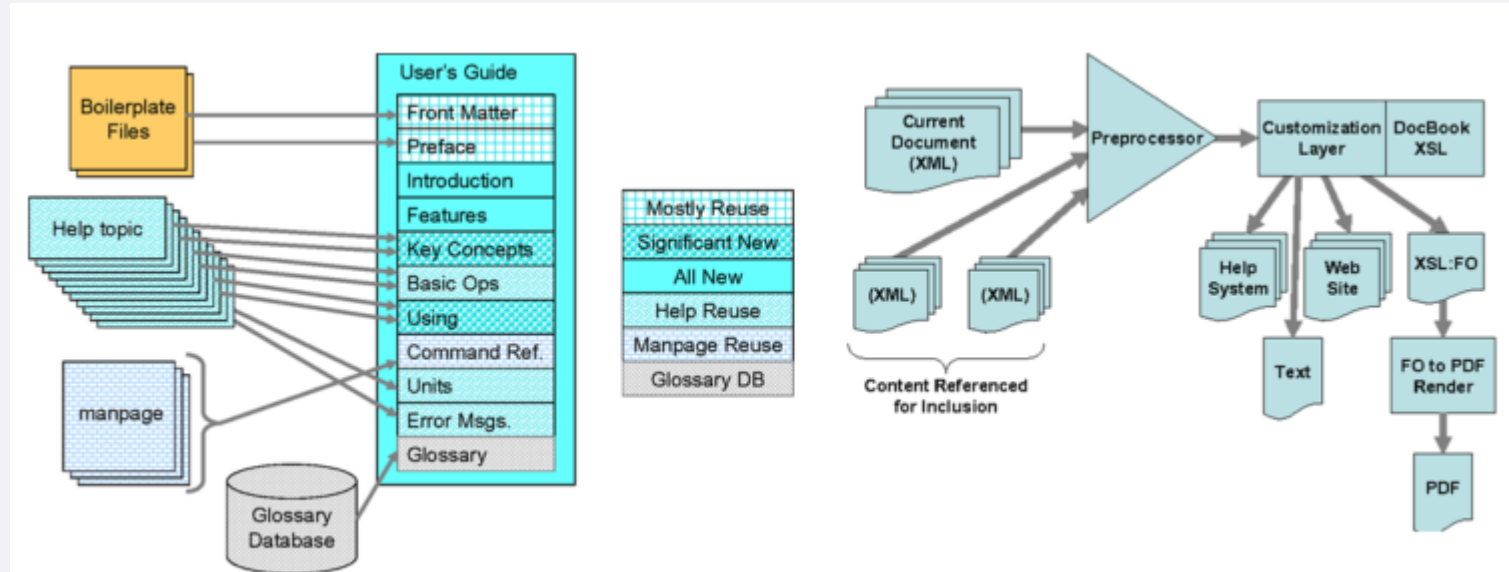 Boilerplate
Files
Help topic
manpage
Glossary
Database
User's Guide
Front Matter
Preface
Introduction
Features
Key Concepts
Basic Ops
Using
Command Ref.
Units
Error Msgs.
Glossary
Mostly Reuse
Significant New
All New
Help Reuse
Manpage Reuse
Glossary DB
Current
Document
(XML)
(XML)
(XML)
Content Referenced
for Inclusion
Preprocessor
Customization
Layer
DocBook
XSL
Help
System
Web
Site
XSL:FO
Text
FO to PDF
Render
PDF